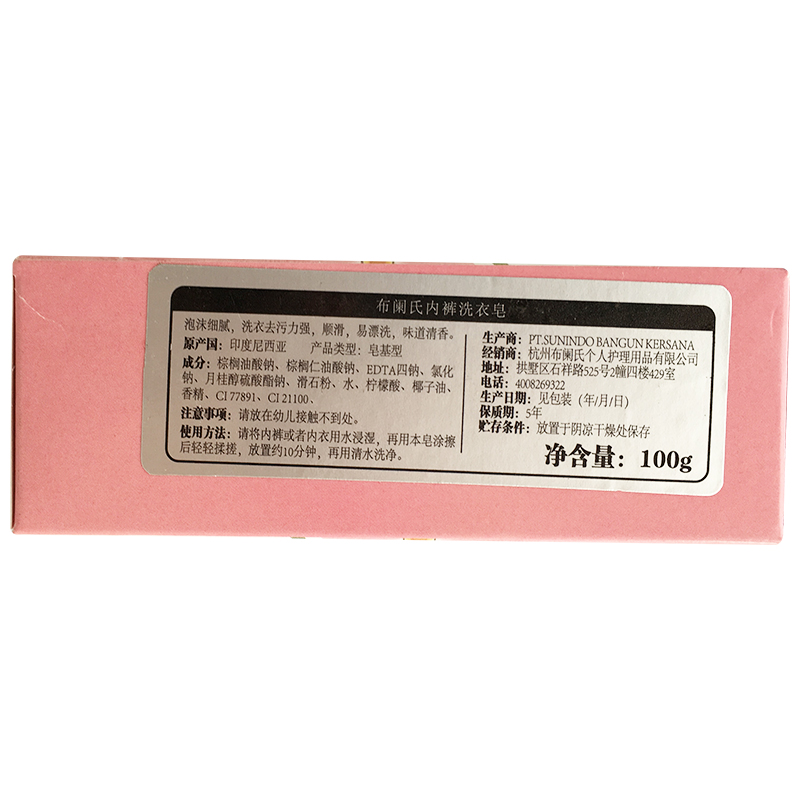 布阑氏内裤洗衣皂
泡沫细腻，洗衣去污力强，顺滑，易漂洗，味道清香。
原产国：印度尼西亚 产品类型：皂基型
成分：棕榈油酸钠、棕榈仁油酸钠、EDTA四钠、氯化
钠、月桂醇硫酸酯钠、滑石粉、水、柠檬酸、椰子油、
香精、CI 77891、CI 21100、
注意事项：请放在幼儿接触不到处。
使用方法：请将内裤或者内衣用水浸湿，再用本皂涂擦
后轻轻揉搓，放置约10分钟，再用清水洗净。
生产商：PT.SUNINDO BANGUN KERSANA
经销商：杭州布阑氏个人护理用品有限公司
地址：拱墅区石祥路525号2幢四楼429室
电话：4008269322
生产日期：见包装（年/月/日）
保质期：5年
贮存条件：放置于阴凉干燥处保存
净含量：100g